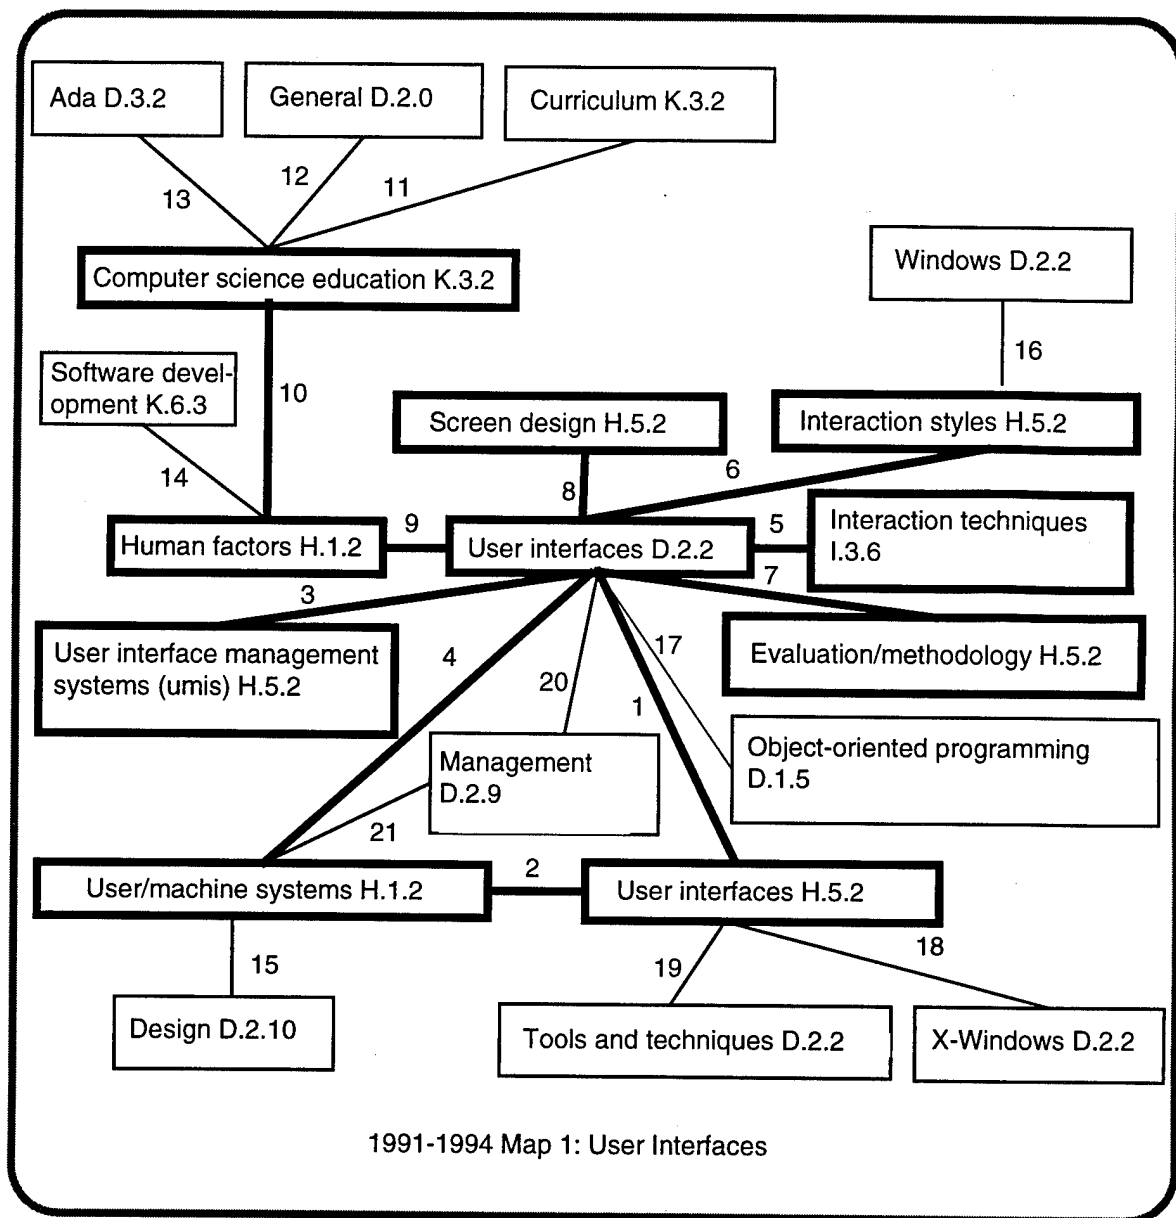 Ada D.3.2
General D.2.0
Curriculum K.3.2
13
12
11
Computer science education K.3.2
Windows D.2.2
16
Software devel-
opment K.6.3
10
14
Screen design H.5.2
Interaction styles H.5.2
8
6
Human factors H.1.2
9
User interfaces D.2.2
5
Interaction techniques
I.3.6
3
7
User interface management
systems (umis) H.5.2
4
20
1
17
Evaluation/methodology H.5.2
Management
D.2.9
Object-oriented programming
D.1.5
21
User/machine systems H.1.2
2
User interfaces H.5.2
15
19
18
Design D.2.10
Tools and techniques D.2.2
X-Windows D.2.2
1991-1994 Map 1: User Interfaces